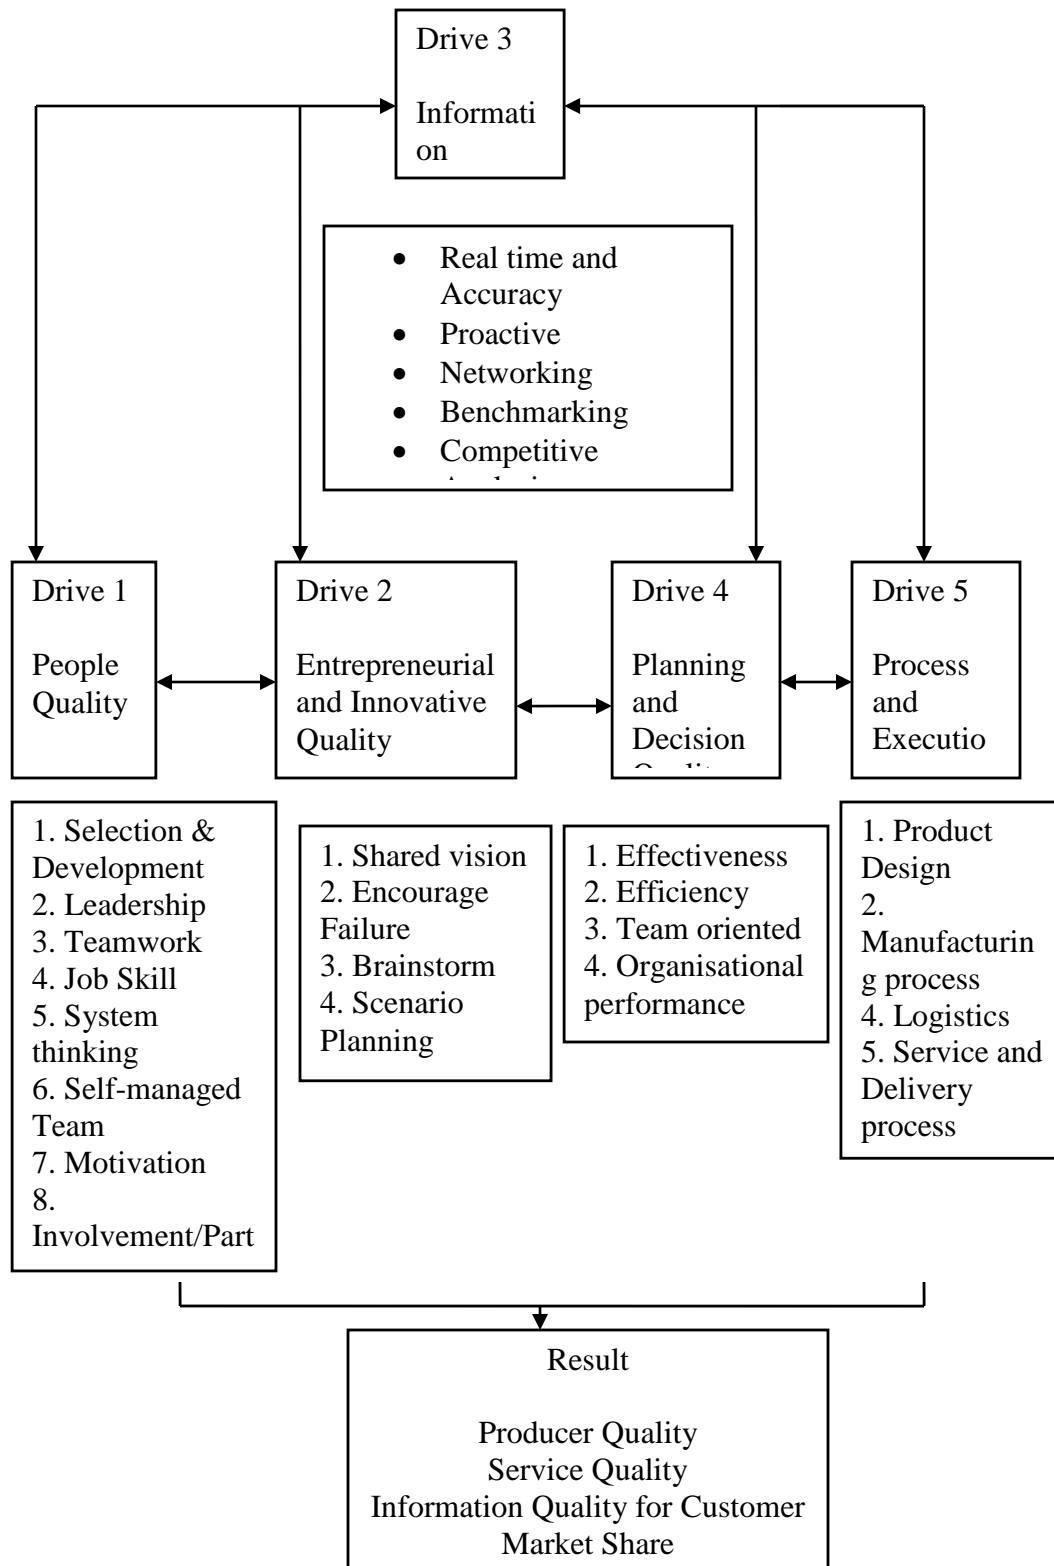 Drive 3
Informati
on
• Real time and
Accuracy
• Proactive
• Networking
• Benchmarking
• Competitive
Drive 1
People
Quality
Drive 2
Entrepreneurial
and Innovative
Quality
Drive 4
Planning
and
Decision
Drive 5
Process
and
Executio
1. Selection &
Development
2. Leadership
3. Teamwork
4. Job Skill
5. System
thinking
6. Self-managed
Team
7. Motivation
8.
Involvement/Part
1. Shared vision
2. Encourage
Failure
3. Brainstorm
4. Scenario
Planning
1. Effectiveness
2. Efficiency
3. Team oriented
4. Organisational
performance
1. Product
Design
2.
Manufacturin
g process
4. Logistics
5. Service and
Delivery
process
Result
Producer Quality
Service Quality
Information Quality for Customer
Market Share